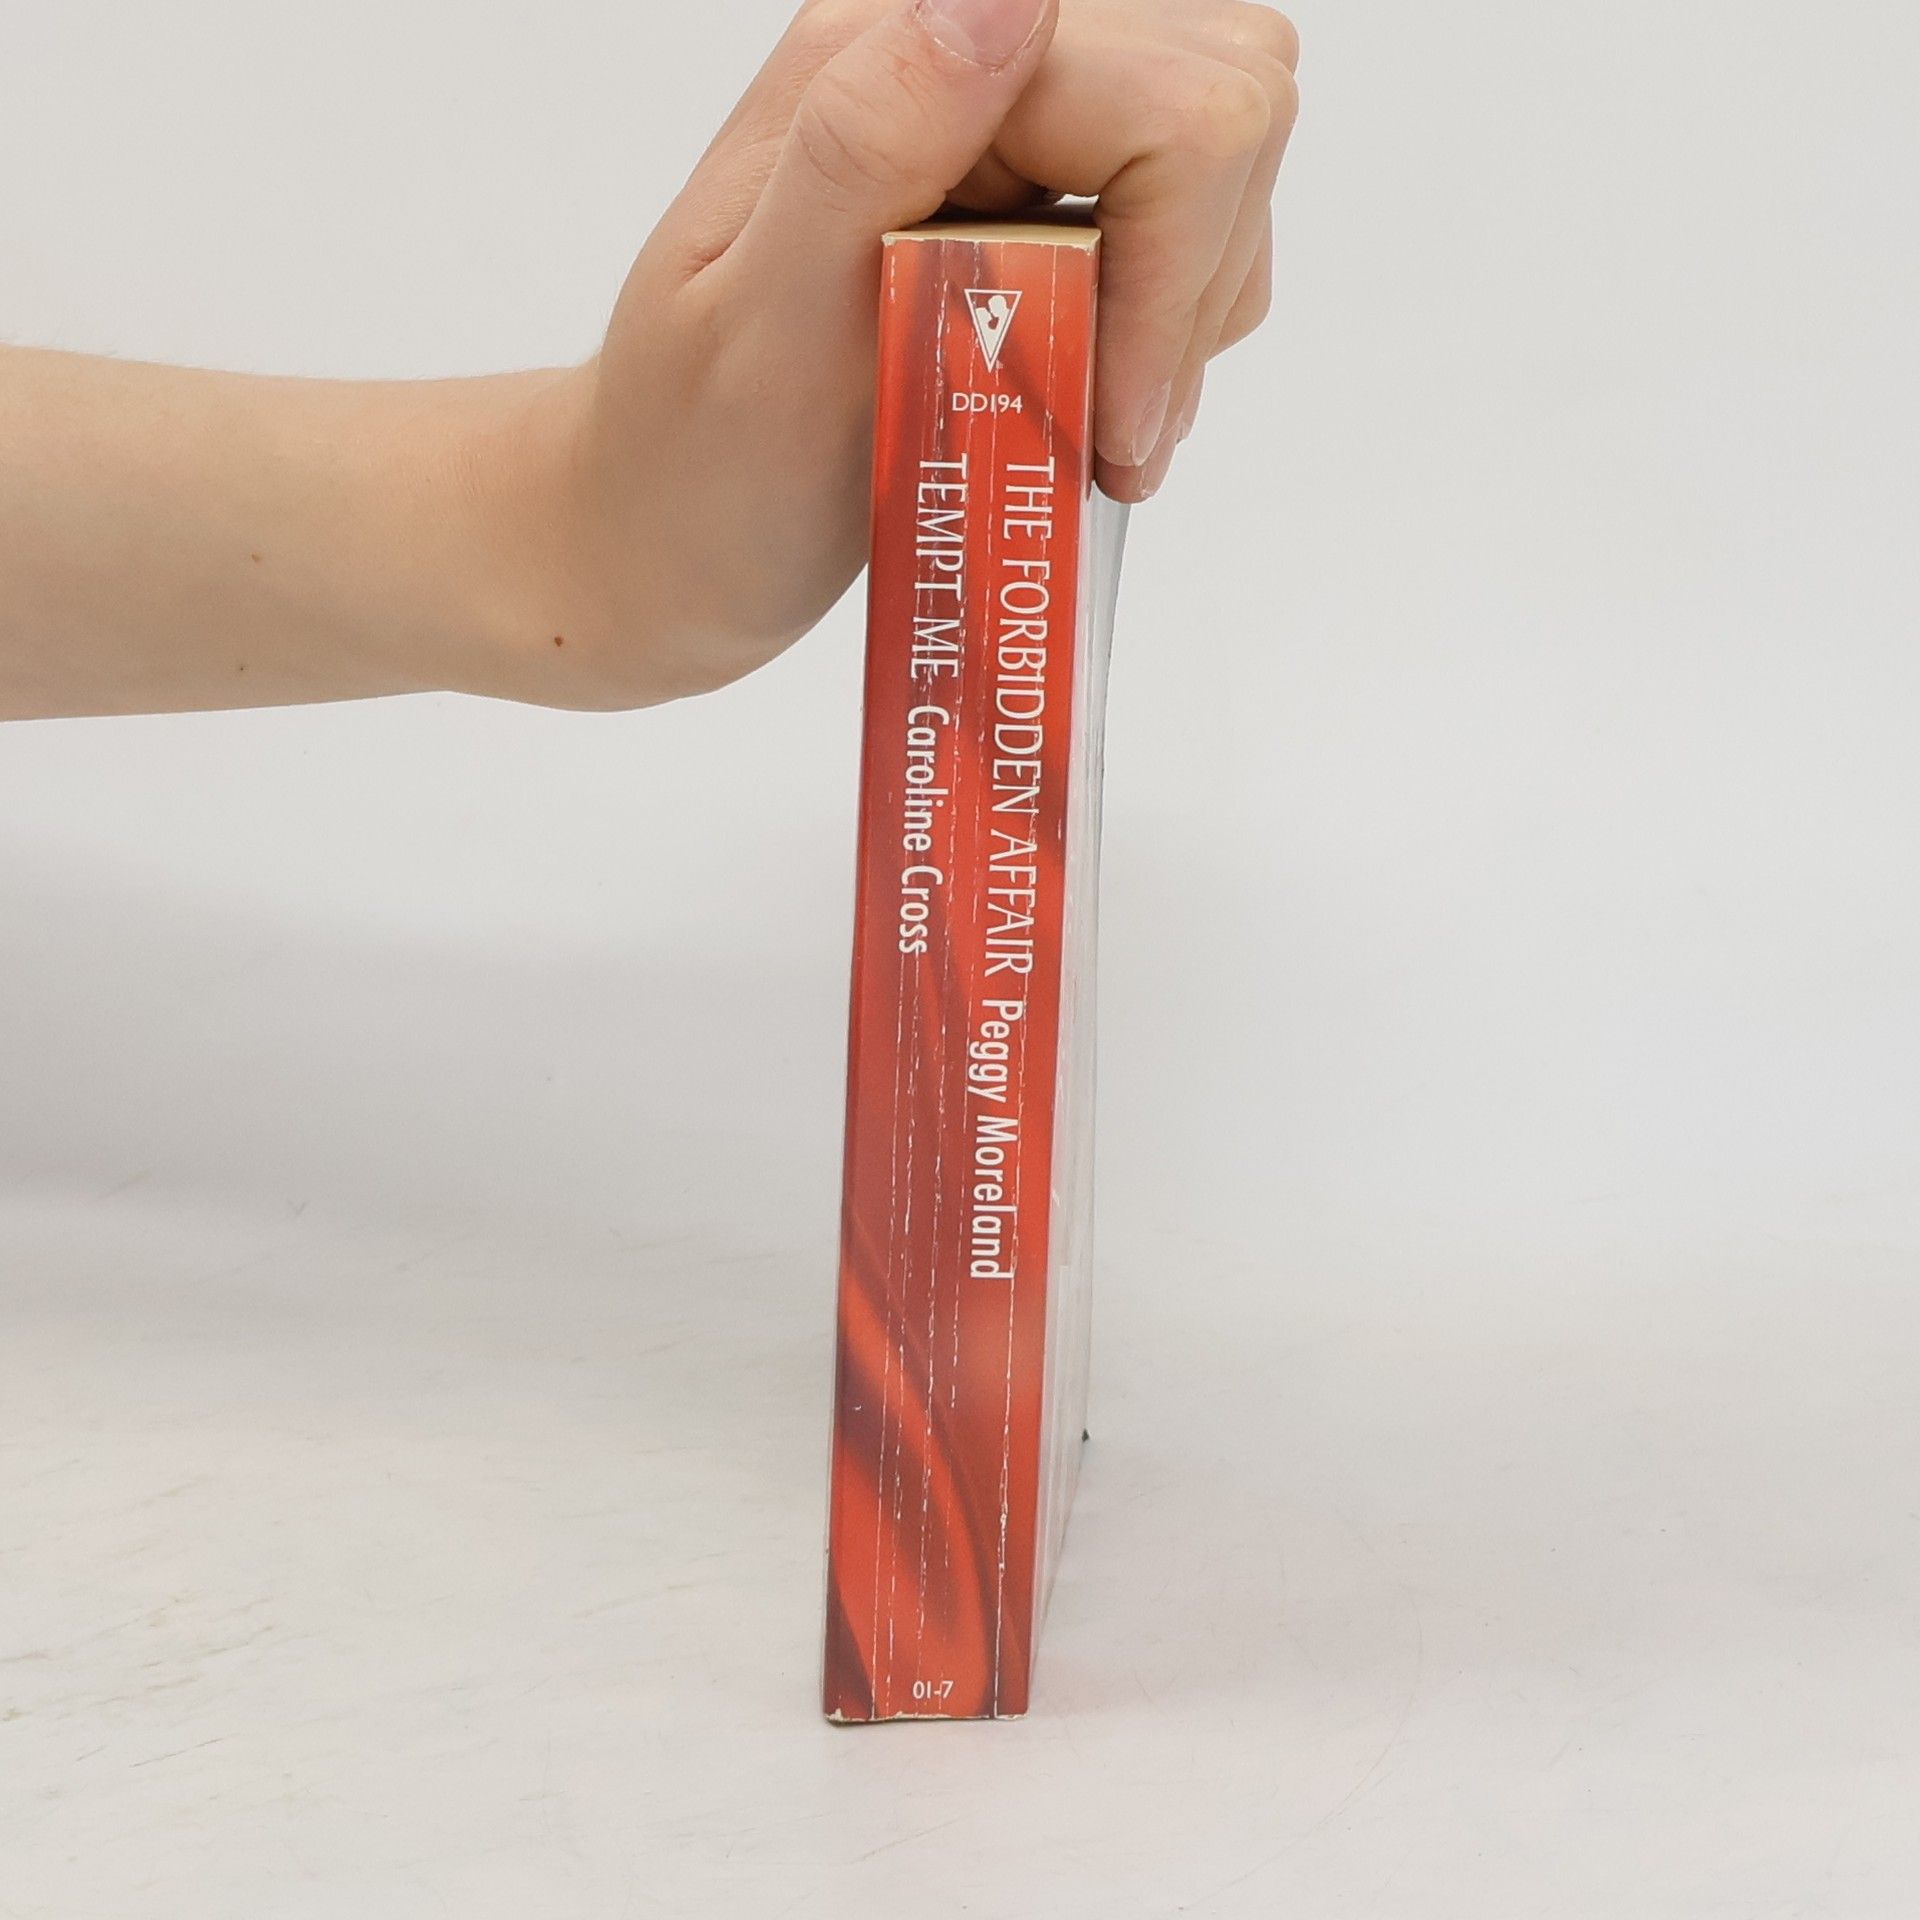 DD194
THE FORBIDDEN AFFAIR Peggy Moreland
TEMPT ME Caroline Cross
01-7